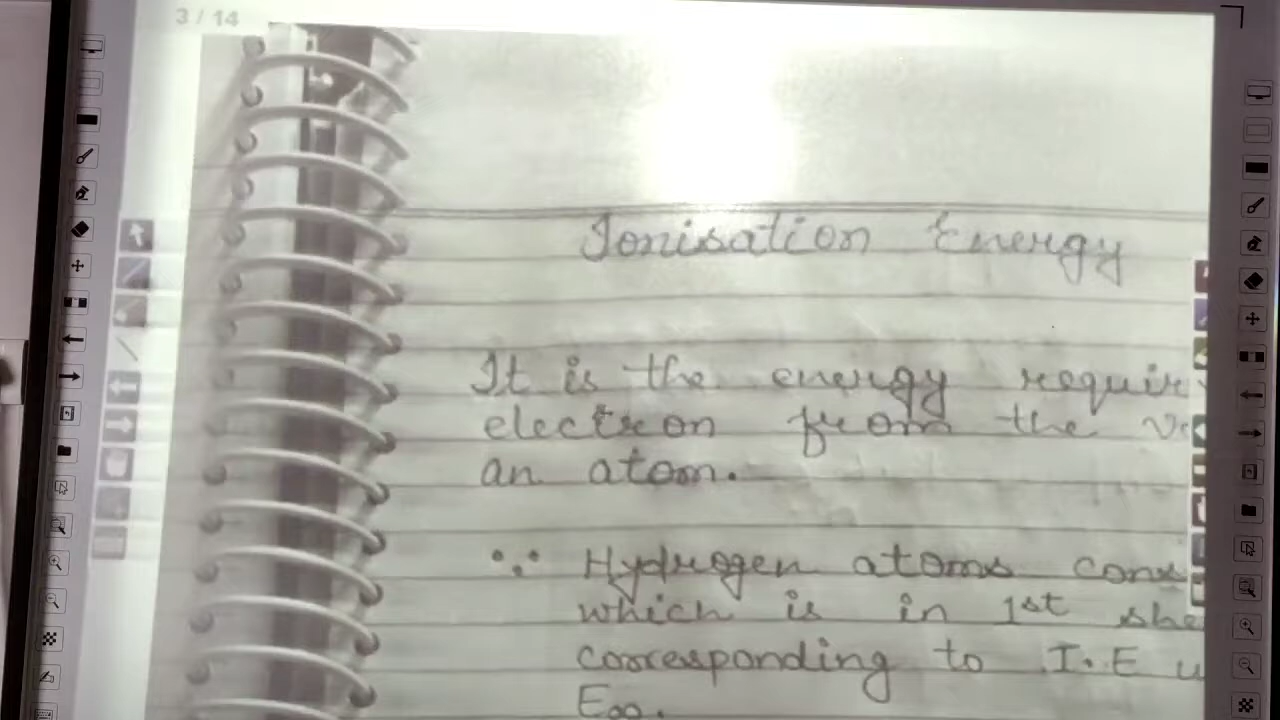 3 / 14
Ionisation Energy
It is the energy requir
electron from the v
an atom.
∵ Hydrogen atoms cons
which is in 1st she
corresponding to I.E u
E∞.